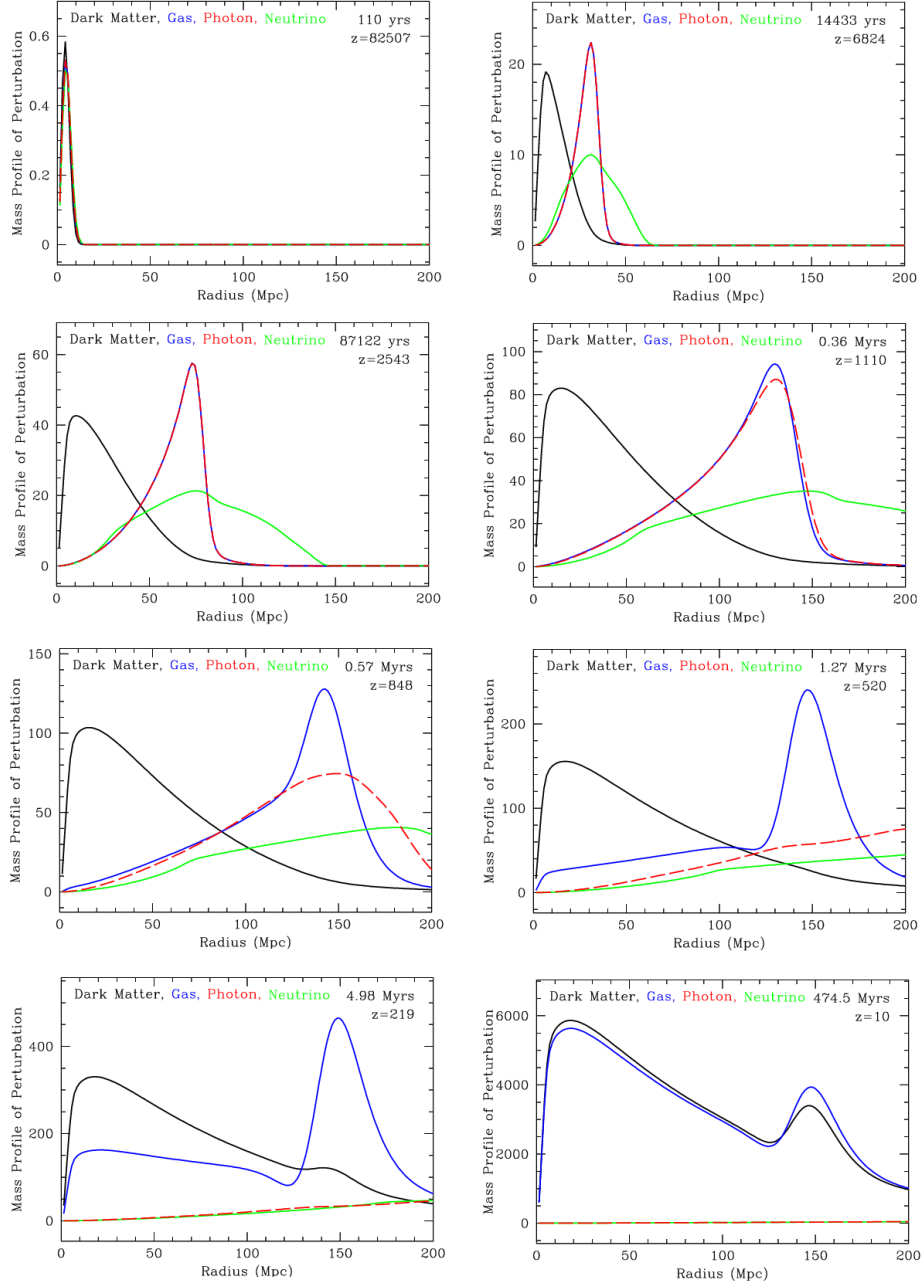 Dark Matter, Gas, Photon, Neutrino 110 yrs
z=82507
Mass Profile of Perturbation
0.6
0.4
0.2
0
0 50 100 150 200
Radius (Mpc)
Dark Matter, Gas, Photon, Neutrino 14433 yrs
z=6824
Mass Profile of Perturbation
20
10
0
0 50 100 150 200
Radius (Mpc)
Dark Matter, Gas, Photon, Neutrino 87122 yrs
z=2543
Mass Profile of Perturbation
60
40
20
0
0 50 100 150 200
Radius (Mpc)
Dark Matter, Gas, Photon, Neutrino 0.36 Myrs
z=1110
Mass Profile of Perturbation
100
80
60
40
20
0
0 50 100 150 200
Radius (Mpc)
Dark Matter, Gas, Photon, Neutrino 0.57 Myrs
z=848
Mass Profile of Perturbation
150
100
50
0
0 50 100 150 200
Radius (Mpc)
Dark Matter, Gas, Photon, Neutrino 1.27 Myrs
z=520
Mass Profile of Perturbation
200
100
0
0 50 100 150 200
Radius (Mpc)
Dark Matter, Gas, Photon, Neutrino 4.98 Myrs
z=219
Mass Profile of Perturbation
400
200
0
0 50 100 150 200
Radius (Mpc)
Dark Matter, Gas, Photon, Neutrino 474.5 Myrs
z=10
Mass Profile of Perturbation
6000
4000
2000
0
0 50 100 150 200
Radius (Mpc)